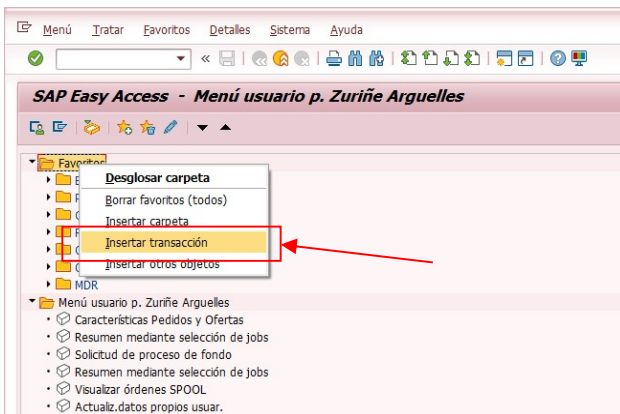 Menú Tratar Favoritos Detalles Sistema Ayuda
SAP Easy Access - Menú usuario p. Zuriñe Arguelles
Favoritos
Desglosar carpeta
Borrar favoritos (todos)
Insertar carpeta
Insertar transacción
Insertar otros objetos
MDR
Menú usuario p. Zuriñe Arguelles
Características Pedidos y Ofertas
Resumen mediante selección de jobs
Solicitud de proceso de fondo
Resumen mediante selección de jobs
Visualizar órdenes SPOOL
Actualiz.datos propios usuar.